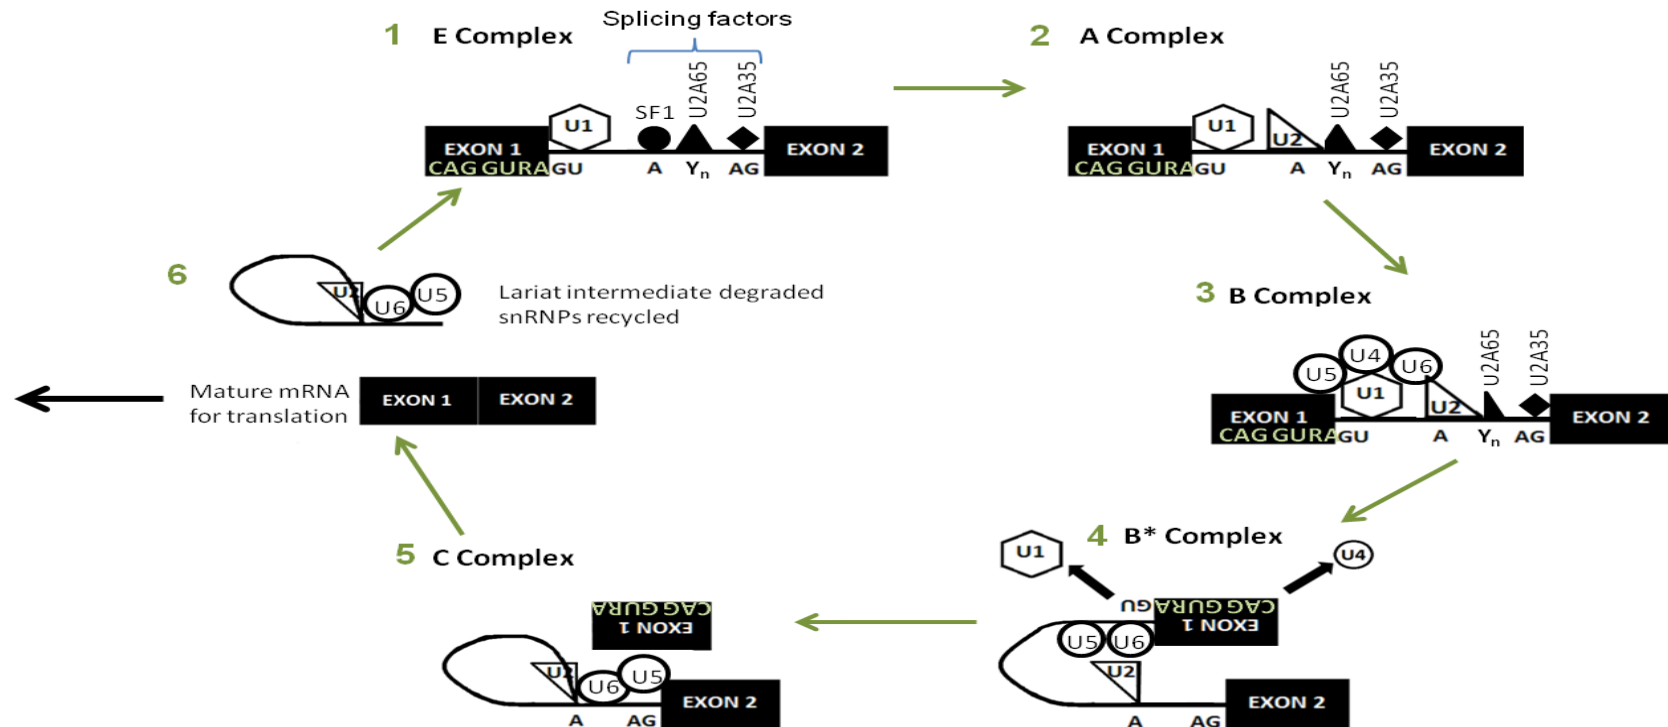 Splicing factors
1 E Complex
U2A65
U2A35
SF1
U1
EXON 1
EXON 2
CAG GURA GU A Yn AG
2 A Complex
U2A65
U2A35
U1
U2
EXON 1
EXON 2
CAG GURA GU A Yn AG
3 B Complex
U2A65
U2A35
U4
U5
U6
U1
U2
EXON 1
EXON 2
CAG GURA GU A Yn AG
4 B* Complex
U1
U4
GU CAG GURA
EXON 1
U5 U6
U2
EXON 2
A AG
5 C Complex
CAG GURA
EXON 1
U2
U6
U5
EXON 2
A AG
Mature mRNA
for translation
EXON 1 EXON 2
6
U2
U6
U5
Lariat intermediate degraded
snRNPs recycled